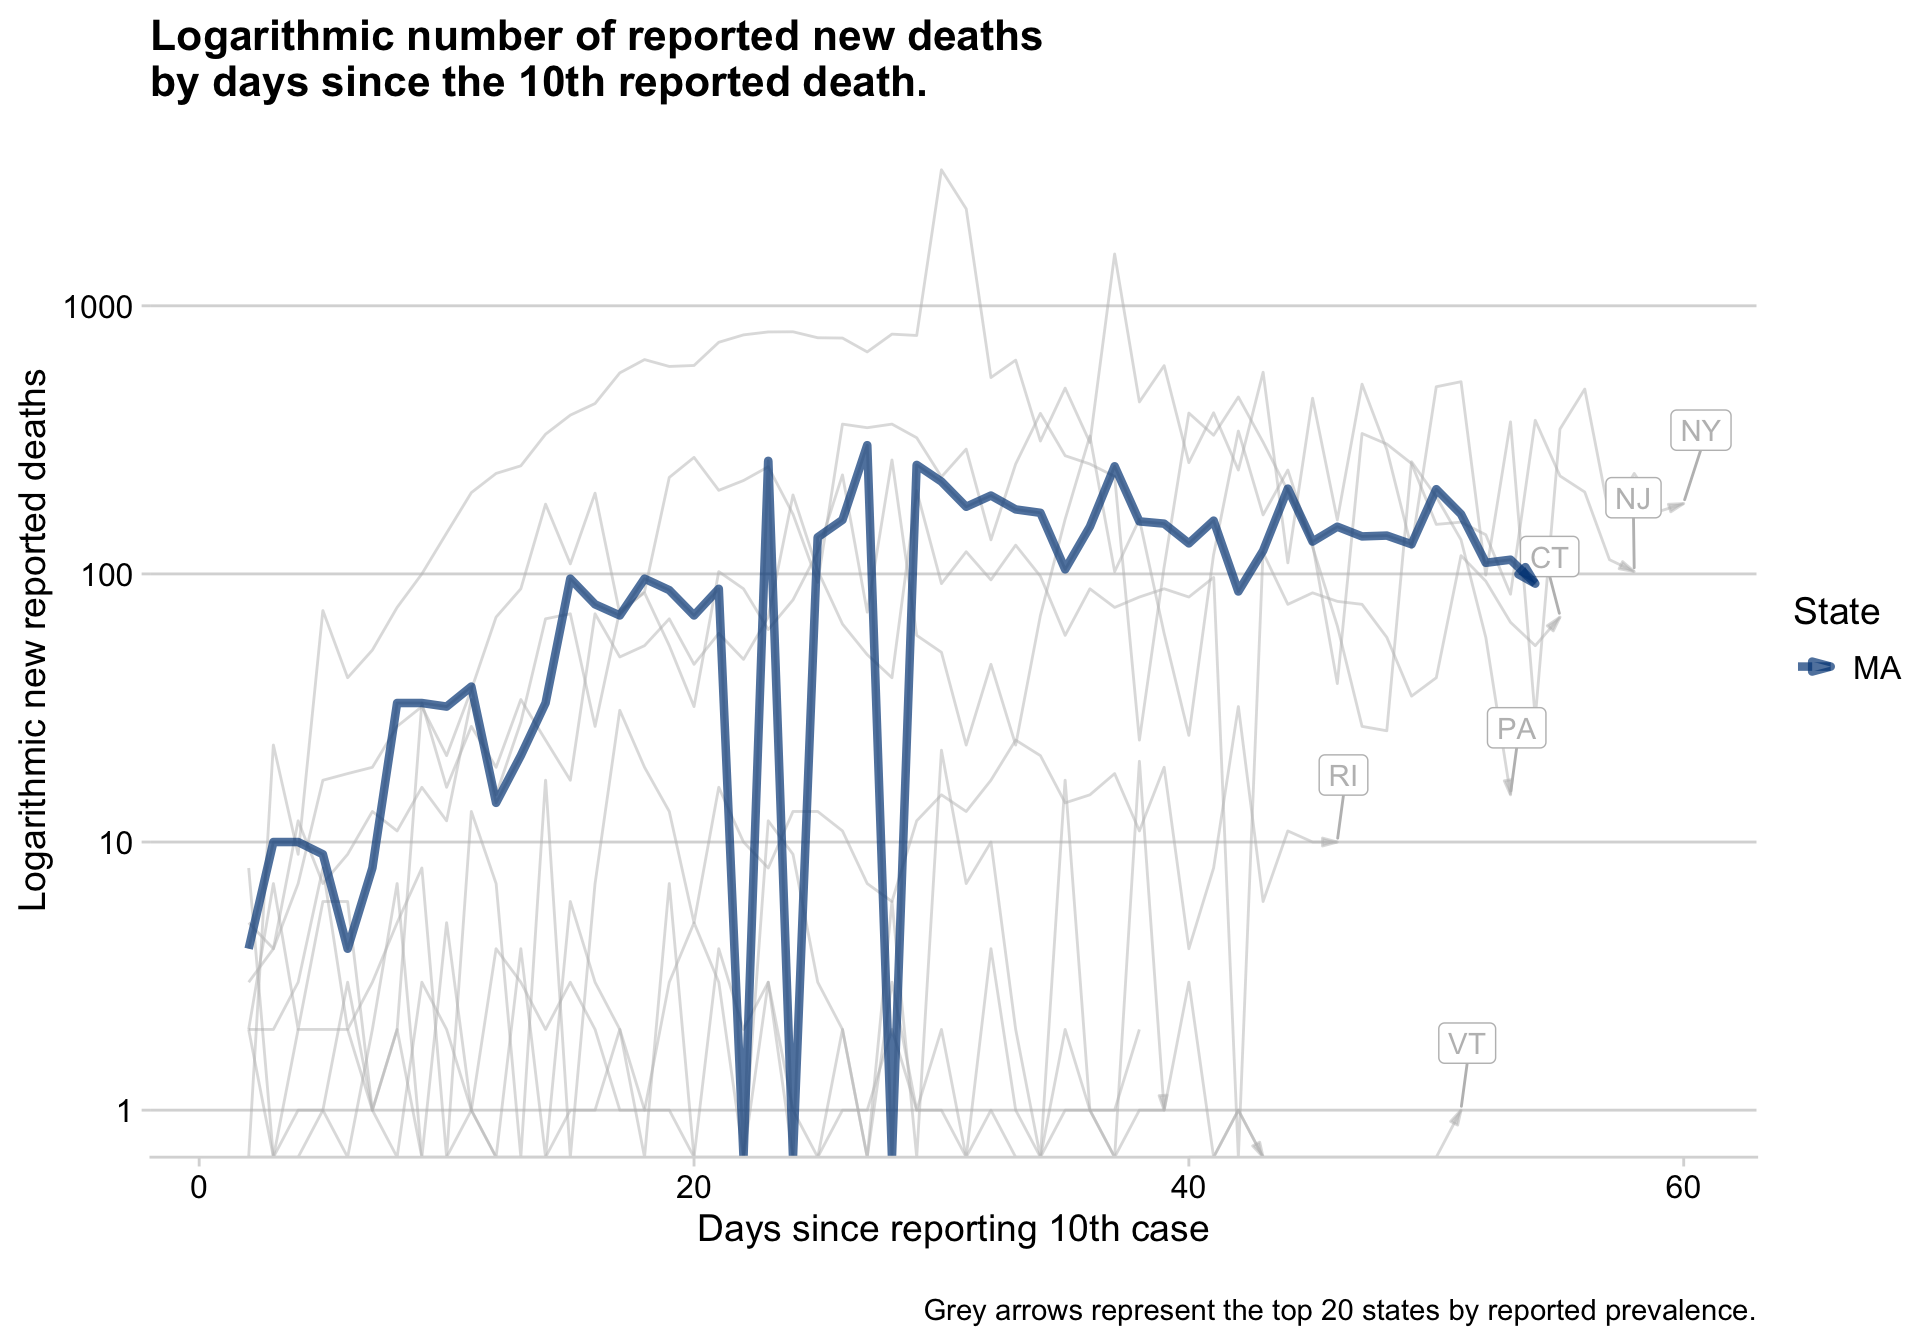 Logarithmic number of reported new deaths
by days since the 10th reported death.
Logarithmic new reported deaths
1000
100
10
1
NY
NJ
CT
PA
RI
VT
State
MA
0
20
40
60
Days since reporting 10th case
Grey arrows represent the top 20 states by reported prevalence.